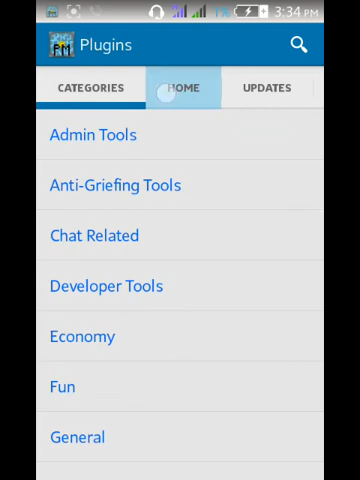 3:34 PM
Plugins
CATEGORIES HOME UPDATES
Admin Tools
Anti-Griefing Tools
Chat Related
Developer Tools
Economy
Fun
General